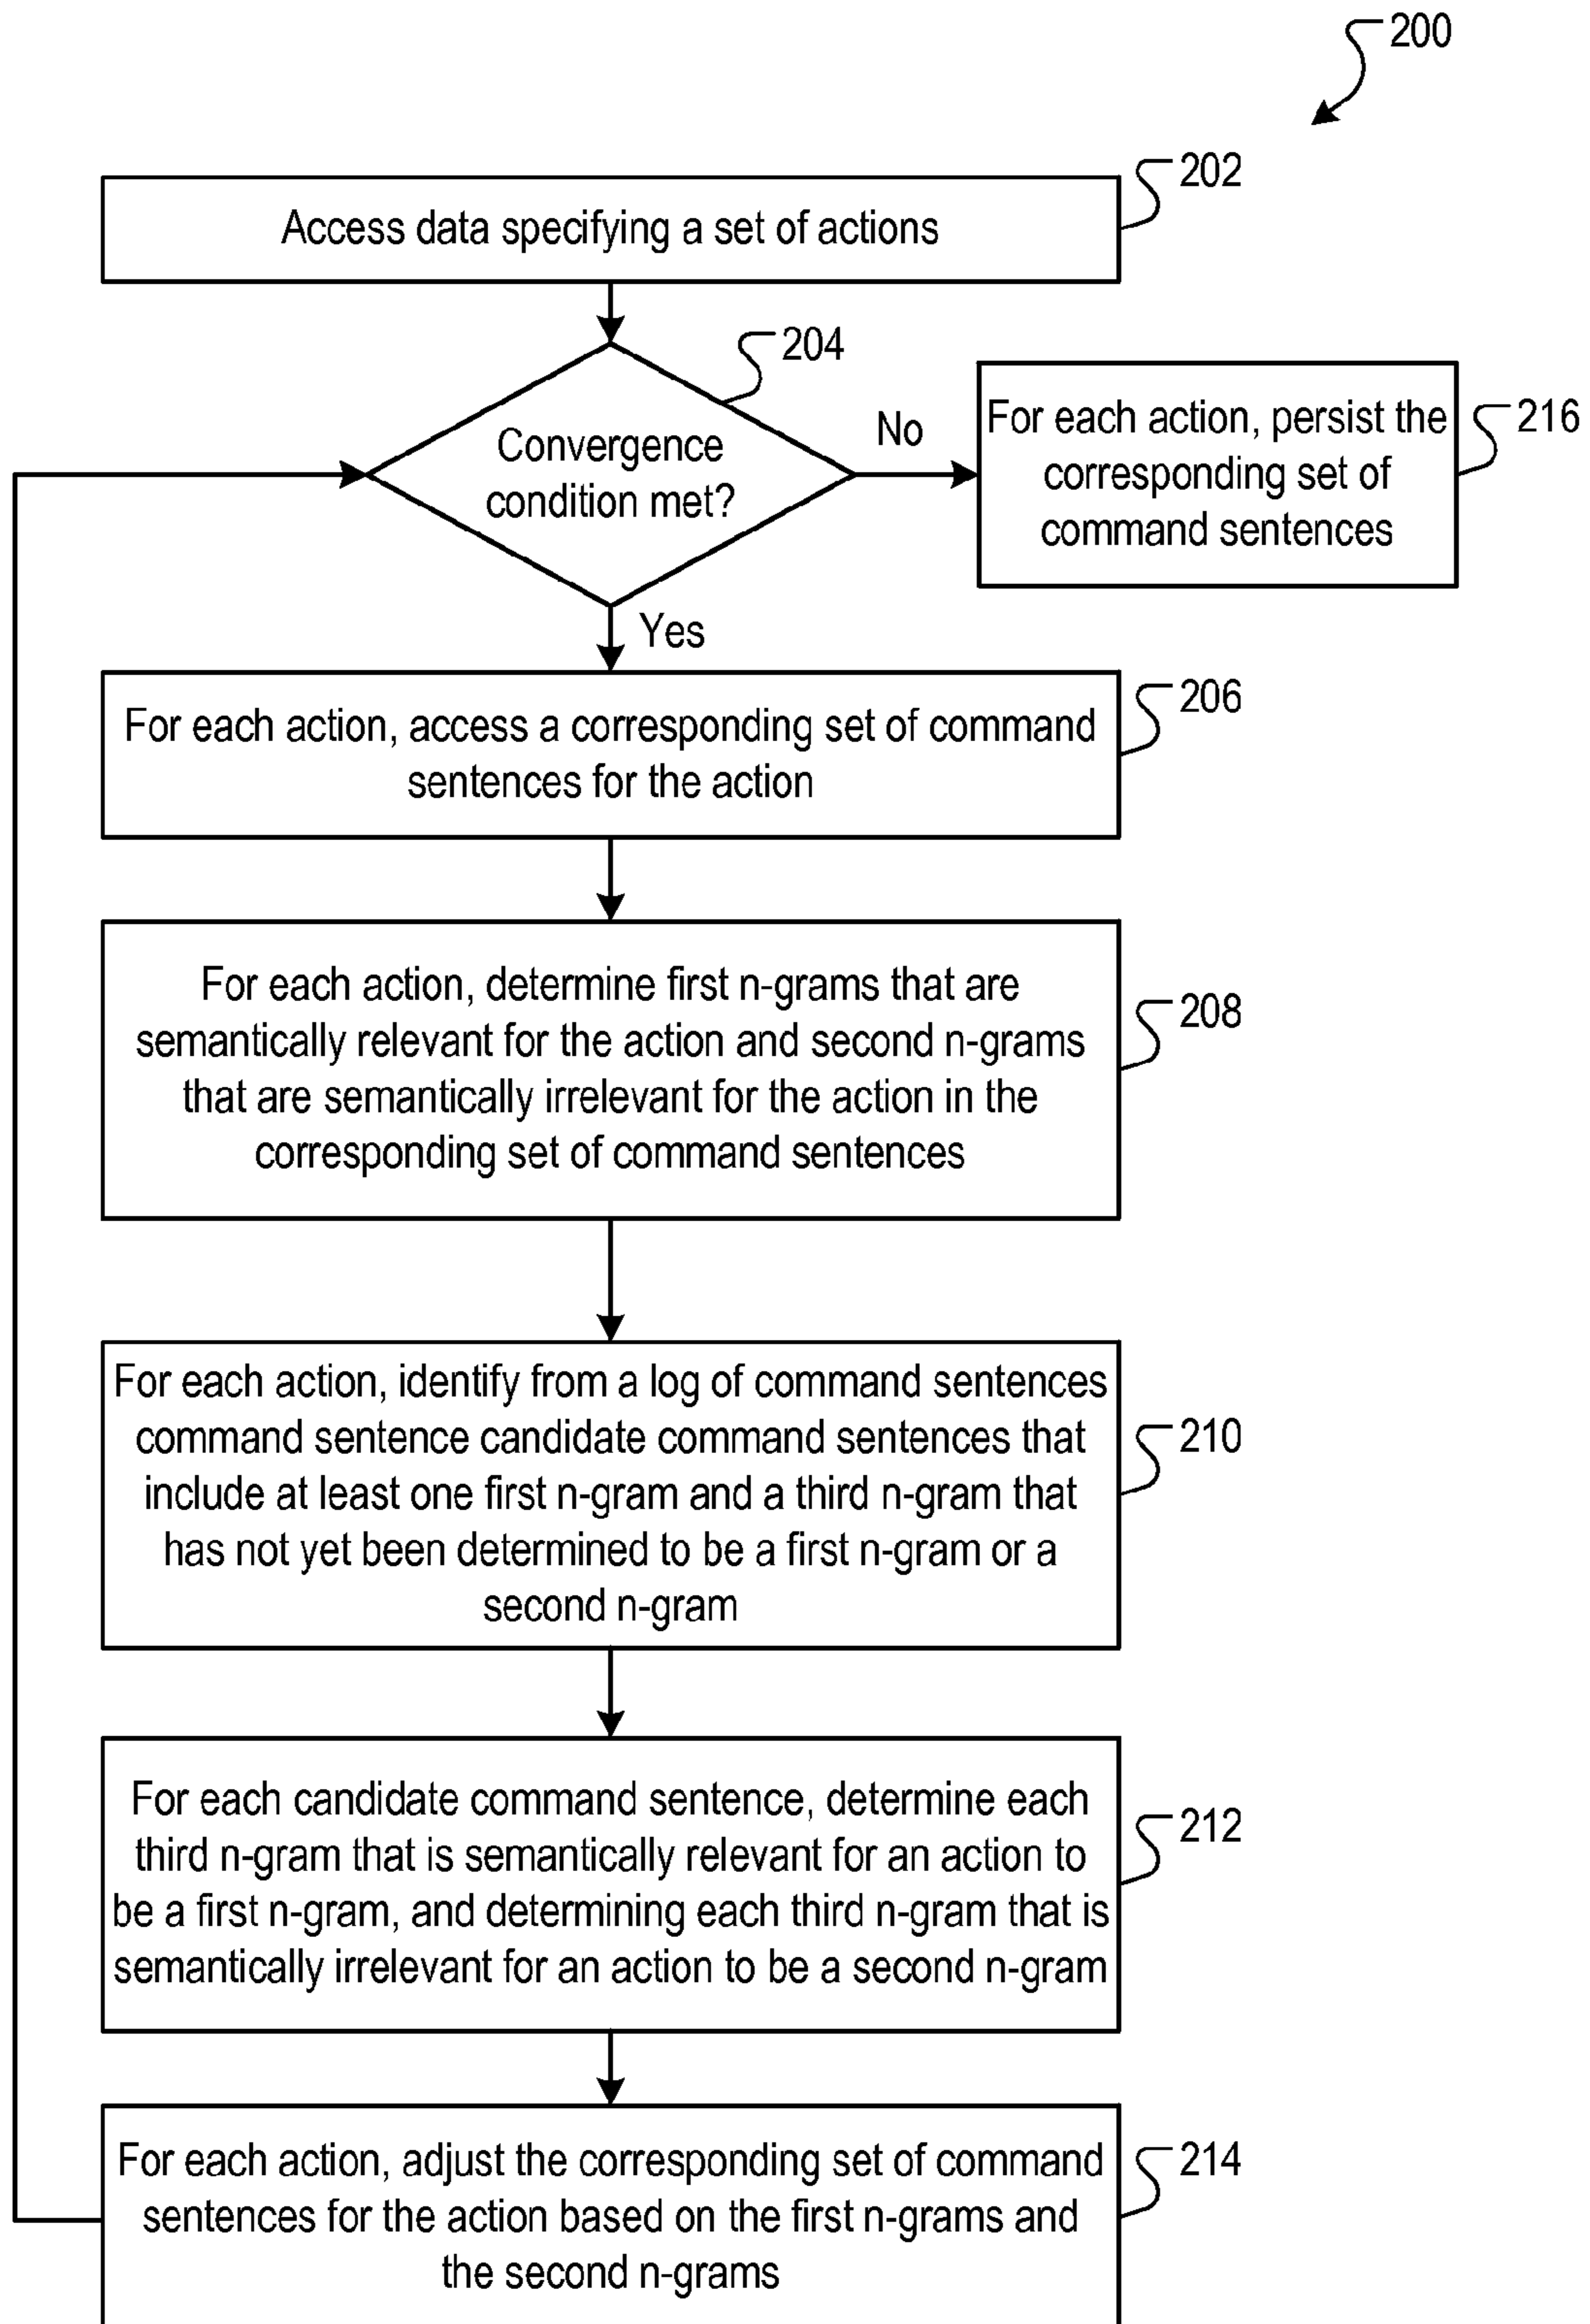 200
202
Access data specifying a set of actions
204
Convergence
condition met?
No
For each action, persist the
corresponding set of
command sentences
216
Yes
206
For each action, access a corresponding set of command
sentences for the action
For each action, determine first n-grams that are
semantically relevant for the action and second n-grams
that are semantically irrelevant for the action in the
corresponding set of command sentences
208
For each action, identify from a log of command sentences
command sentence candidate command sentences that
include at least one first n-gram and a third n-gram that
has not yet been determined to be a first n-gram or a
second n-gram
210
For each candidate command sentence, determine each
third n-gram that is semantically relevant for an action to
be a first n-gram, and determining each third n-gram that is
semantically irrelevant for an action to be a second n-gram
212
For each action, adjust the corresponding set of command
sentences for the action based on the first n-grams and
the second n-grams
214